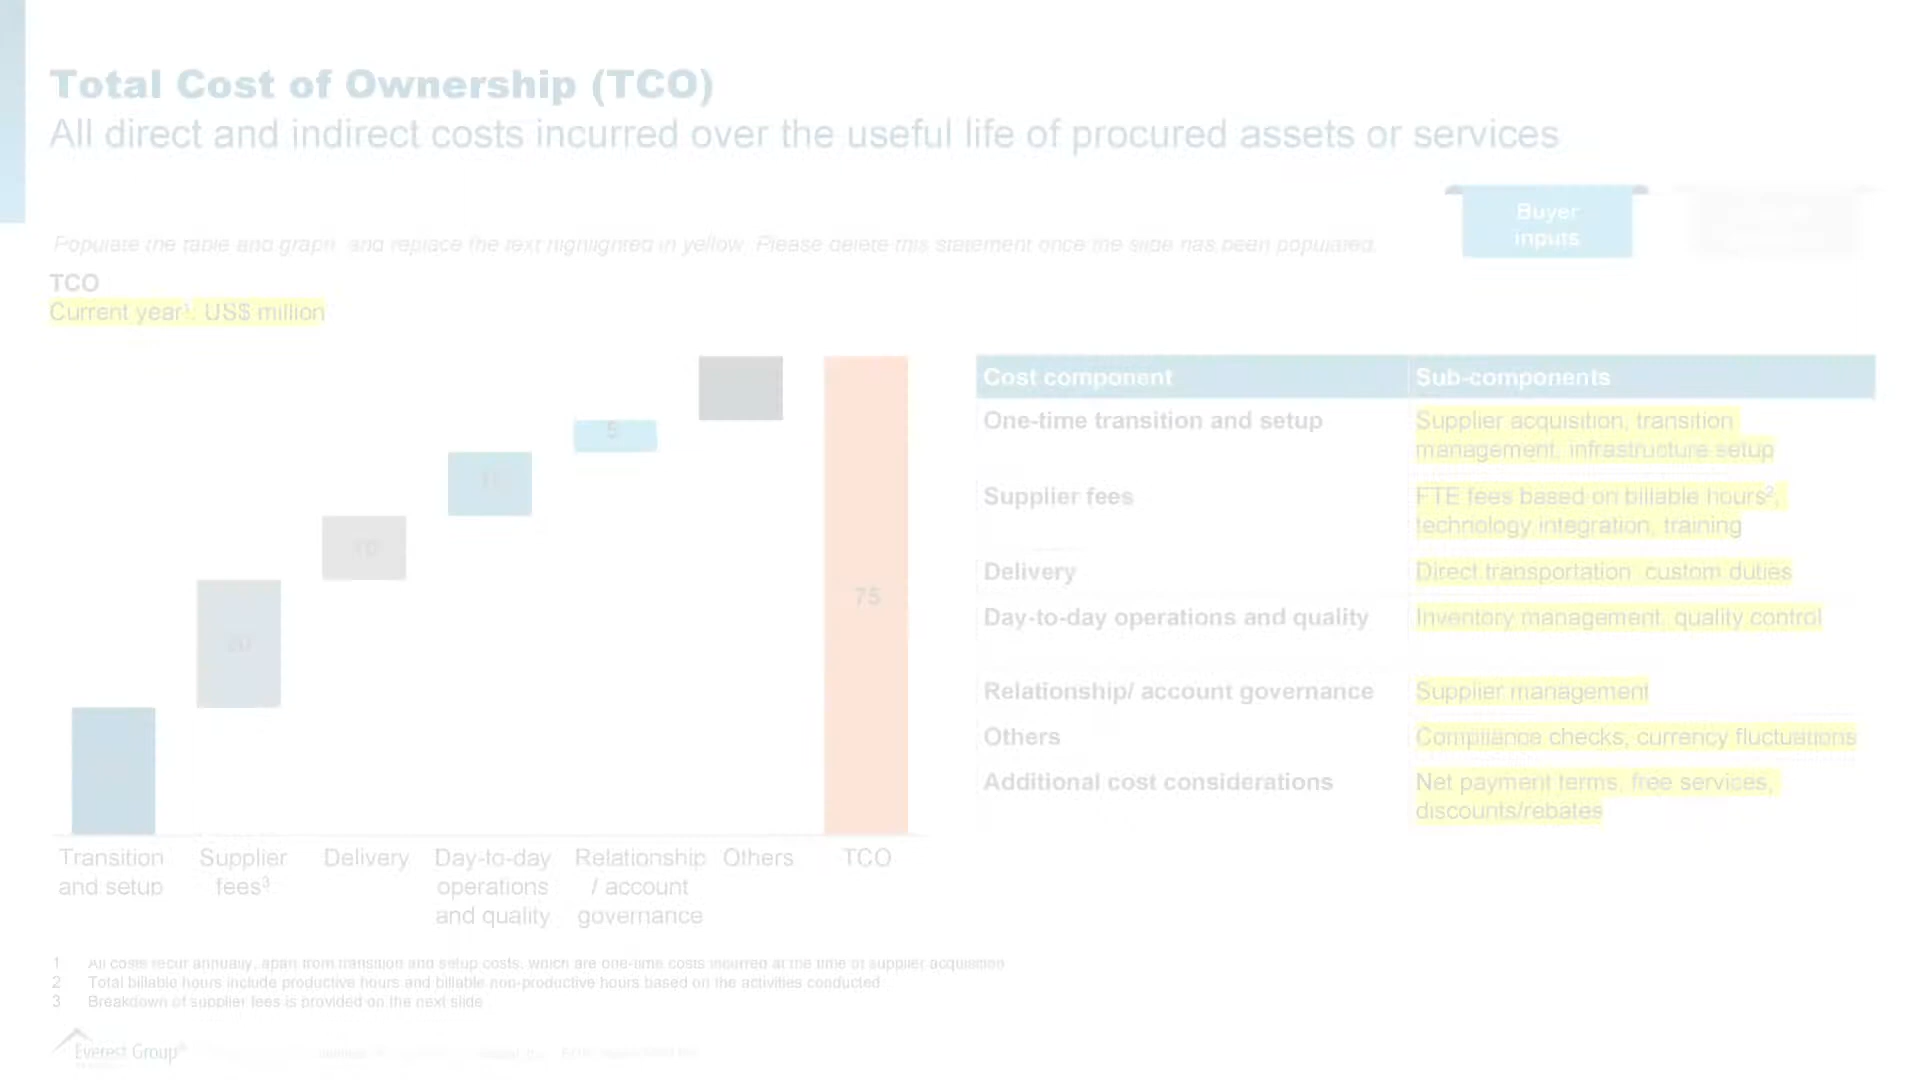 Total Cost of Ownership (TCO)
All direct and indirect costs incurred over the useful life of procured assets or services
Buyer
inputs
Populate the table and graph, and replace the text highlighted in yellow. Please delete this statement once the slide has been populated.
TCO
Current year¹, US$ million
5
10
10
20
75
Transition
and setup
Supplier
fees³
Delivery
Day-to-day
operations
and quality
Relationship
/ account
governance
Others
TCO
Cost component
Sub-components
One-time transition and setup
Supplier acquisition, transition
management, infrastructure setup
Supplier fees
FTE fees based on billable hours²,
technology integration, training
Delivery
Direct transportation, custom duties
Day-to-day operations and quality
Inventory management, quality control
Relationship/ account governance
Supplier management
Others
Compliance checks, currency fluctuations
Additional cost considerations
Net payment terms, free services,
discounts/rebates
1 All costs recur annually, apart from transition and setup costs, which are one-time costs incurred at the time of supplier acquisition
2 Total billable hours include productive hours and billable non-productive hours based on the activities conducted
3 Breakdown of supplier fees is provided on the next slide
Everest Group®